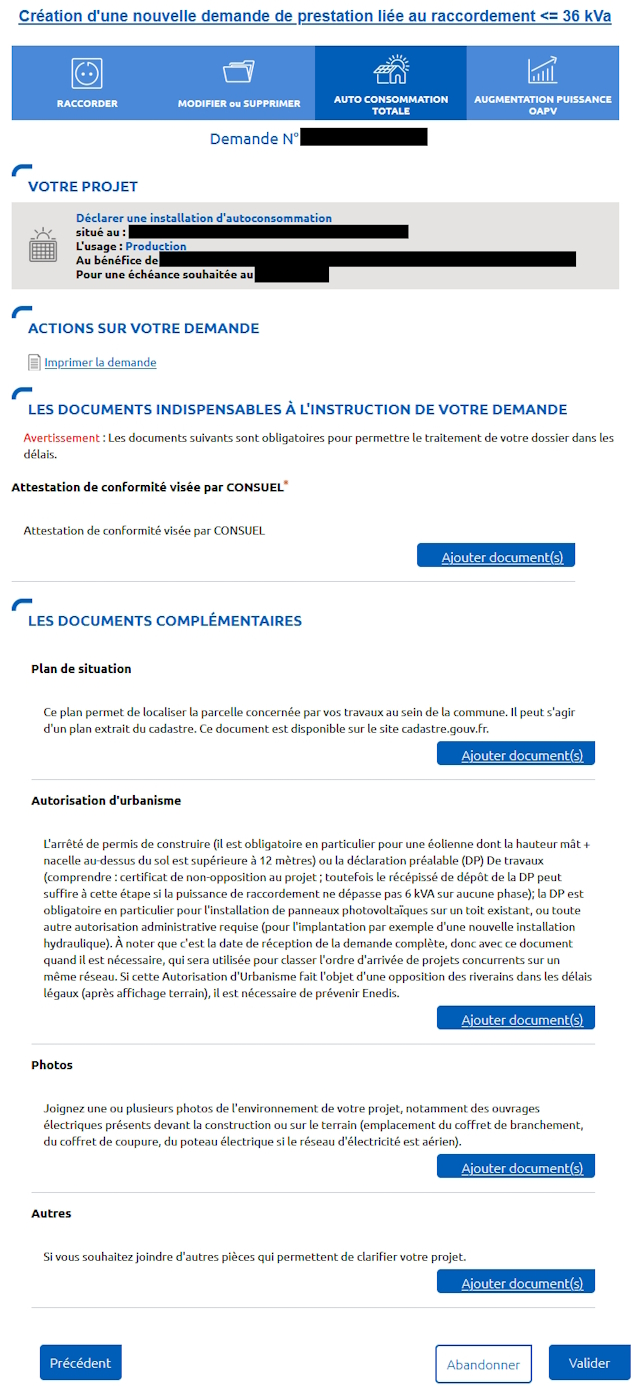 Création d'une nouvelle demande de prestation liée au raccordement <= 36 kVa
RACCORDER
MODIFIER ou SUPPRIMER
AUTO CONSOMMATION
TOTALE
AUGMENTATION PUISSANCE
OAPV
Demande N°
VOTRE PROJET
Déclarer une installation d'autoconsommation
situé au :
L'usage : Production
Au bénéfice de
Pour une échéance souhaitée au
ACTIONS SUR VOTRE DEMANDE
Imprimer la demande
LES DOCUMENTS INDISPENSABLES À L'INSTRUCTION DE VOTRE DEMANDE
Avertissement : Les documents suivants sont obligatoires pour permettre le traitement de votre dossier dans les
délais.
Attestation de conformité visée par CONSUEL*
Attestation de conformité visée par CONSUEL
Ajouter document(s)
LES DOCUMENTS COMPLÉMENTAIRES
Plan de situation
Ce plan permet de localiser la parcelle concernée par vos travaux au sein de la commune. Il peut s'agir
d'un plan extrait du cadastre. Ce document est disponible sur le site cadastre.gouv.fr.
Ajouter document(s)
Autorisation d'urbanisme
L'arrêté de permis de construire (il est obligatoire en particulier pour une éolienne dont la hauteur mât +
nacelle au-dessus du sol est supérieure à 12 mètres) ou la déclaration préalable (DP) De travaux
(comprendre : certificat de non-opposition au projet ; toutefois le récépissé de dépôt de la DP peut
suffire à cette étape si la puissance de raccordement ne dépasse pas 6 kVA sur aucune phase); la DP est
obligatoire en particulier pour l'installation de panneaux photovoltaïques sur un toit existant, ou toute
autre autorisation administrative requise (pour l'implantation par exemple d'une nouvelle installation
hydraulique). À noter que c'est la date de réception de la demande complète, donc avec ce document
quand il est nécessaire, qui sera utilisée pour classer l'ordre d'arrivée de projets concurrents sur un
même réseau. Si cette Autorisation d'Urbanisme fait l'objet d'une opposition des riverains dans les délais
légaux (après affichage terrain), il est nécessaire de prévenir Enedis.
Ajouter document(s)
Photos
Joignez une ou plusieurs photos de l'environnement de votre projet, notamment des ouvrages
électriques présents devant la construction ou sur le terrain (emplacement du coffret de branchement,
du coffret de coupure, du poteau électrique si le réseau d'électricité est aérien).
Ajouter document(s)
Autres
Si vous souhaitez joindre d'autres pièces qui permettent de clarifier votre projet.
Ajouter document(s)
Précédent
Abandonner
Valider